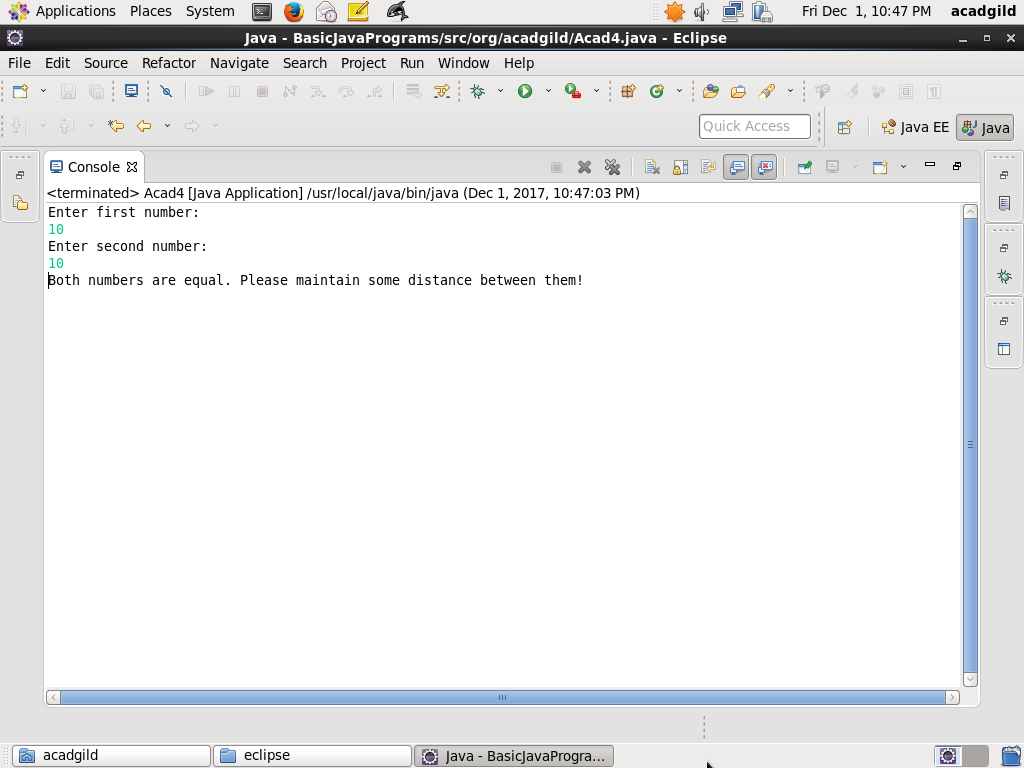 Applications Places System Fri Dec 1, 10:47 PM acadgild
Java - BasicJavaPrograms/src/org/acadgild/Acad4.java - Eclipse
File Edit Source Refactor Navigate Search Project Run Window Help
Quick Access Java EE Java
Console
<terminated> Acad4 [Java Application] /usr/local/java/bin/java (Dec 1, 2017, 10:47:03 PM)
Enter first number:
10
Enter second number:
10
Both numbers are equal. Please maintain some distance between them!
acadgild eclipse Java - BasicJavaProgra...